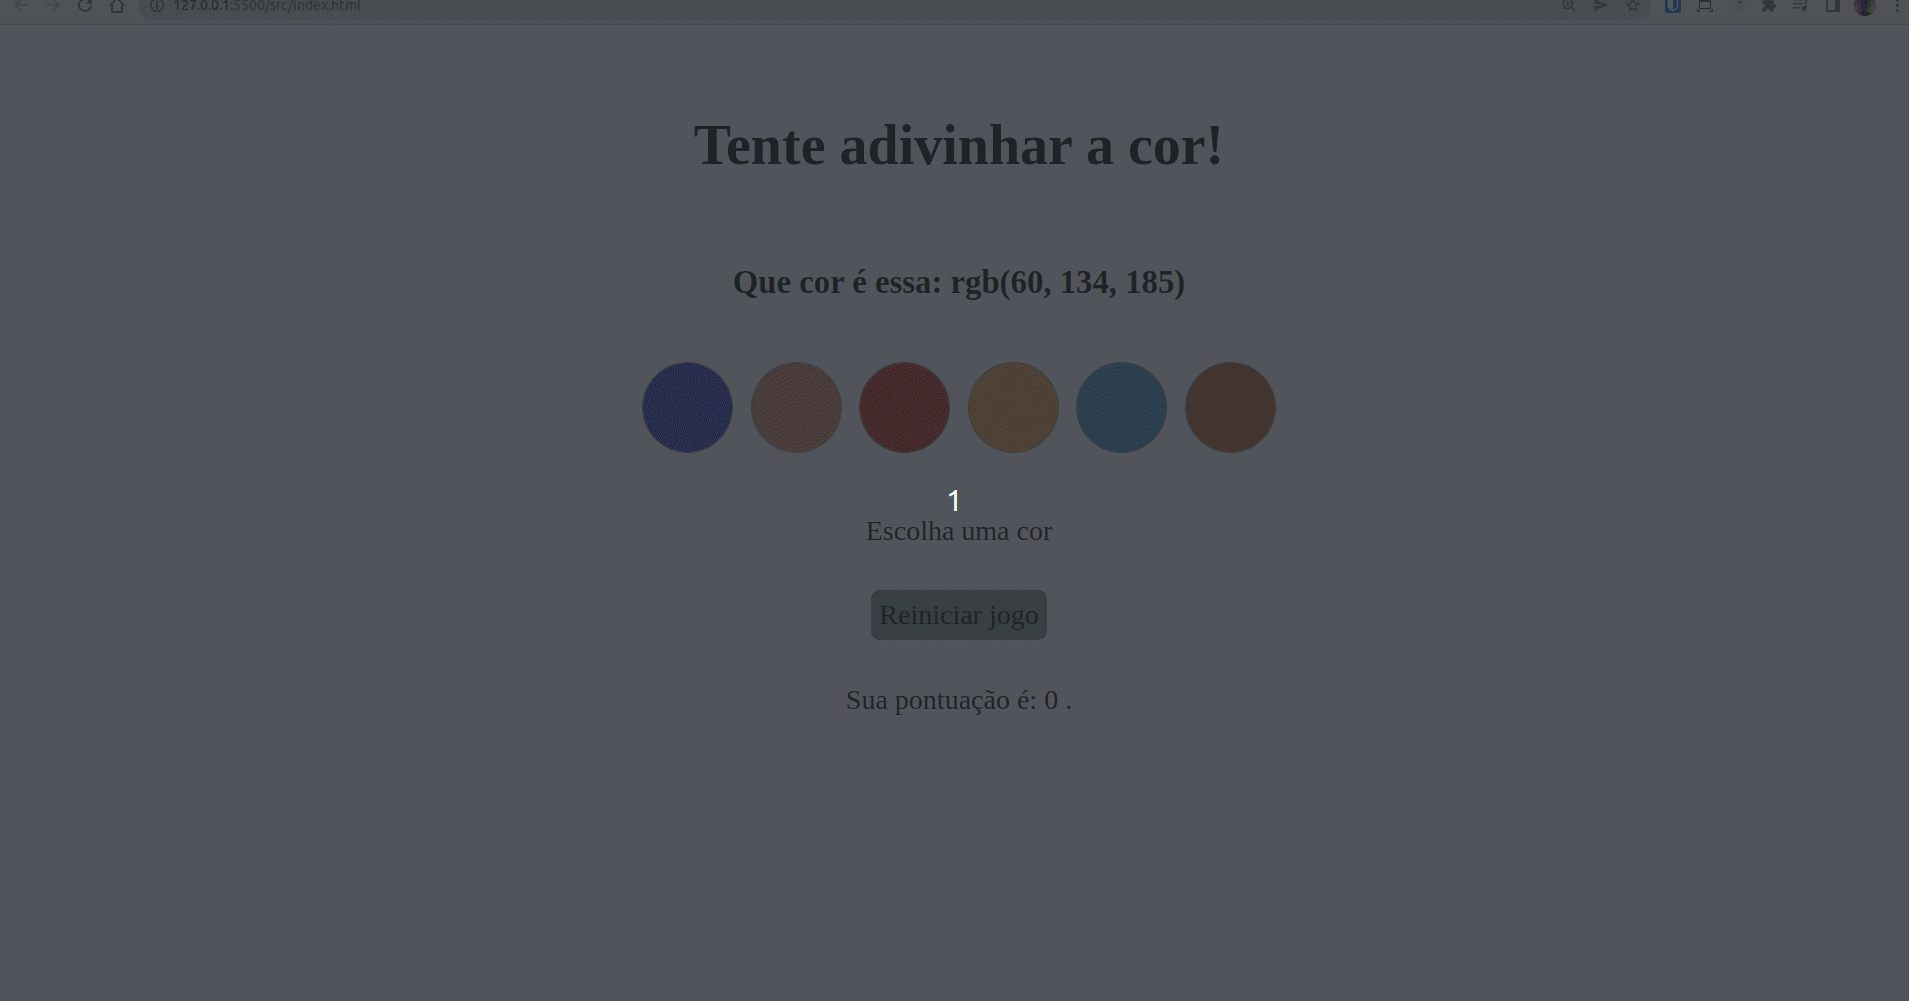 127.0.0.1:5500/src/index.html
Tente adivinhar a cor!
Que cor é essa: rgb(60, 134, 185)
1
Escolha uma cor
Reiniciar jogo
Sua pontuação é: 0 .